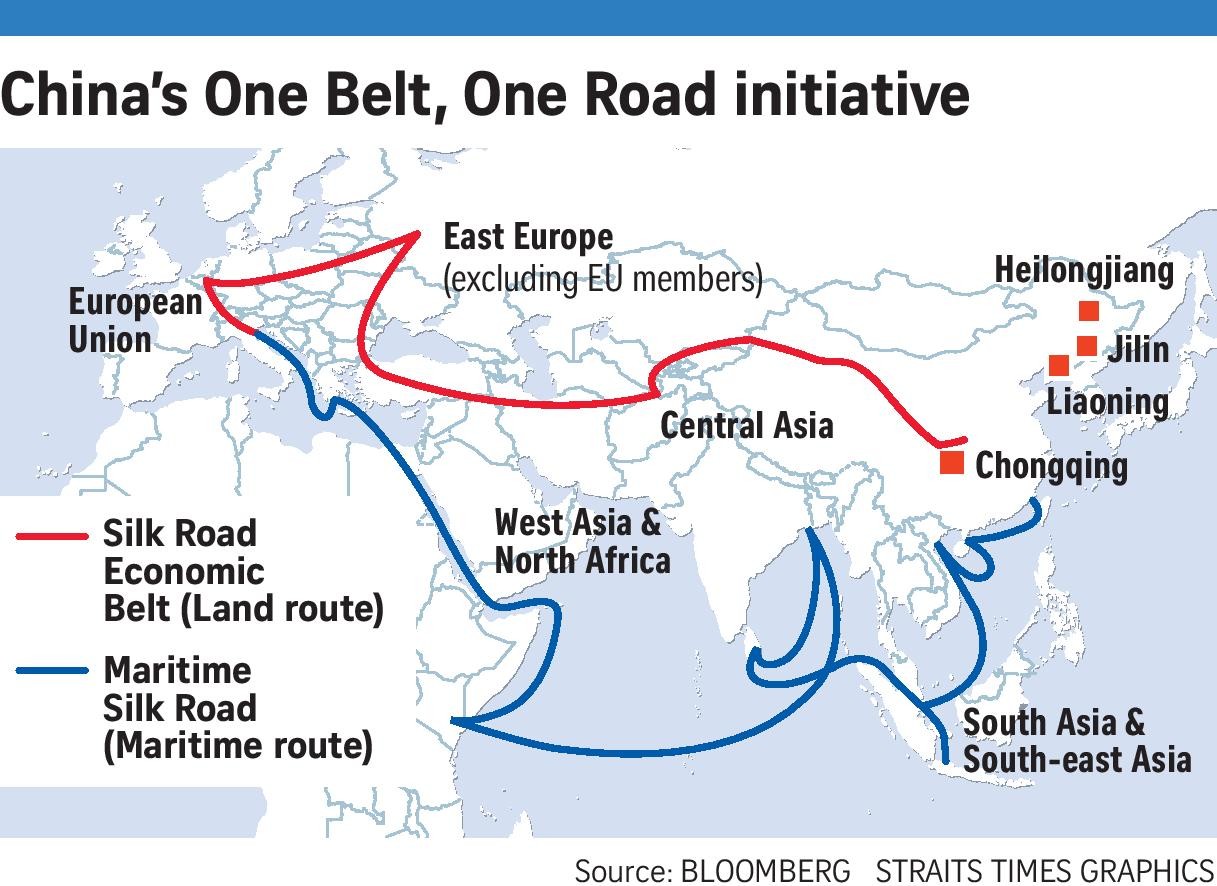 China's One Belt, One Road initiative
East Europe
(excluding EU members)
Heilongjiang
European
Union
Jilin
Liaoning
Central Asia
Chongqing
West Asia &
North Africa
Silk Road
Economic
Belt (Land route)
Maritime
Silk Road
(Maritime route)
South Asia &
South-east Asia
Source: BLOOMBERG STRAITS TIMES GRAPHICS